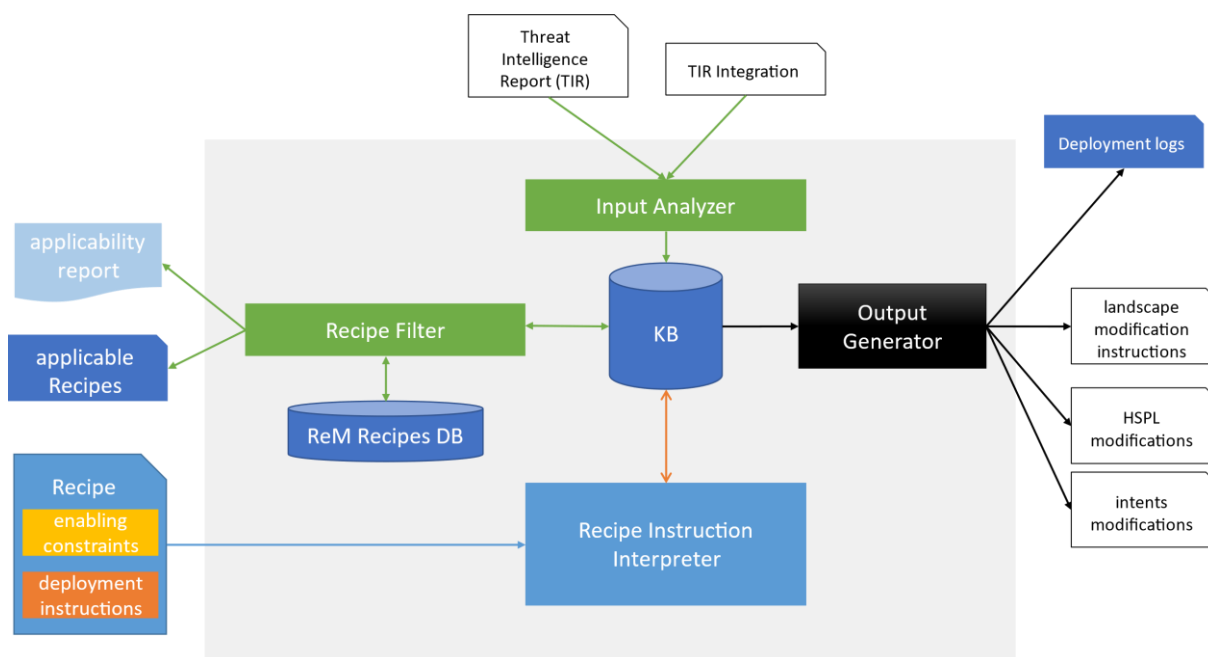 Threat
Intelligence
Report (TIR)
TIR Integration
Deployment logs
Input Analyzer
applicability
report
Recipe Filter
KB
Output
Generator
landscape
modification
instructions
applicable
Recipes
ReM Recipes DB
HSPL
modifications
Recipe
enabling
constraints
deployment
instructions
Recipe Instruction
Interpreter
intents
modifications